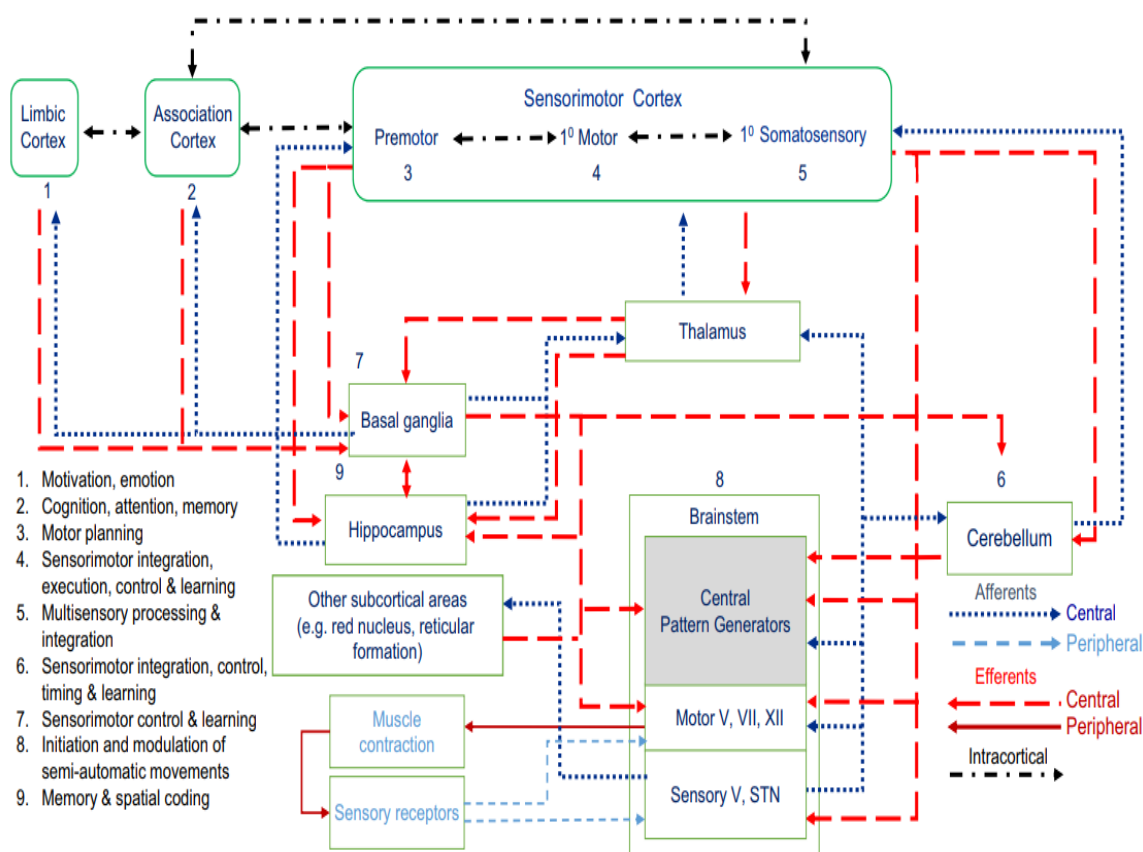 Sensorimotor Cortex
Limbic
Cortex
Association
Cortex
Premotor
1⁰ Motor
1⁰ Somatosensory
1
2
3
4
5
Thalamus
7
Basal ganglia
9
Hippocampus
8
Brainstem
6
Cerebellum
Central
Pattern Generators
Other subcortical areas
(e.g. red nucleus, reticular
formation)
Motor V, VII, XII
Sensory V, STN
Muscle
contraction
Sensory receptors
1. Motivation, emotion
2. Cognition, attention, memory
3. Motor planning
4. Sensorimotor integration,
execution, control & learning
5. Multisensory processing &
integration
6. Sensorimotor integration, control,
timing & learning
7. Sensorimotor control & learning
8. Initiation and modulation of
semi-automatic movements
9. Memory & spatial coding
Afferents
Central
Peripheral
Efferents
Central
Peripheral
Intracortical